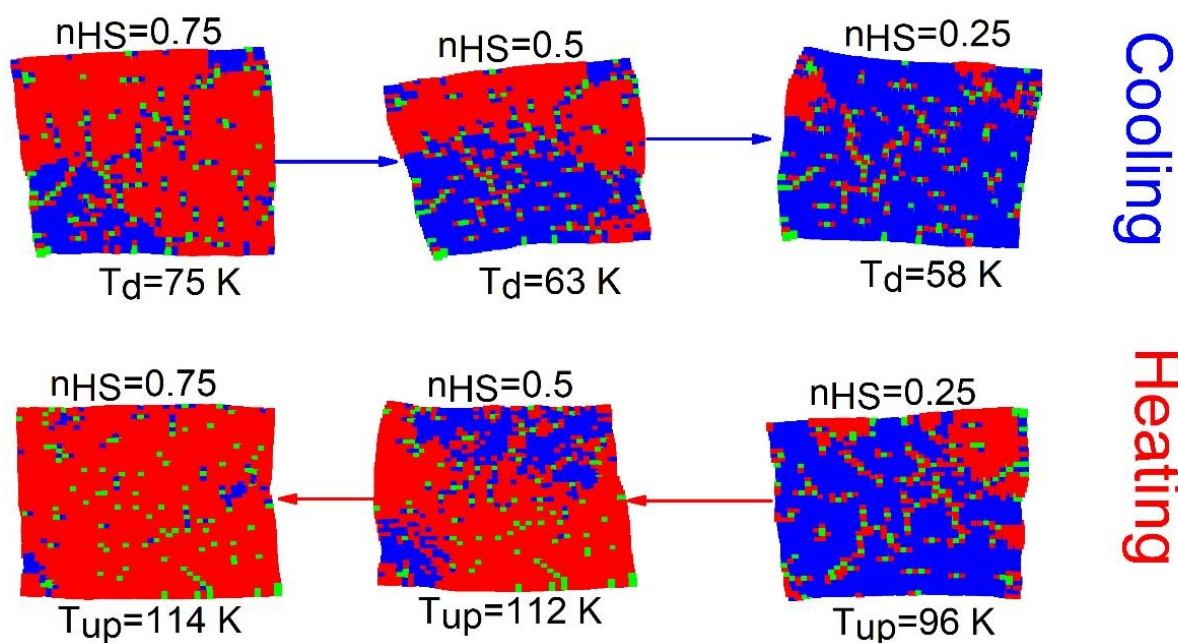 nHS=0.75
nHS=0.5
nHS=0.25
Td=75 K
Td=63 K
Td=58 K
Cooling
nHS=0.75
nHS=0.5
nHS=0.25
Tup=114 K
Tup=112 K
Tup=96 K
Heating